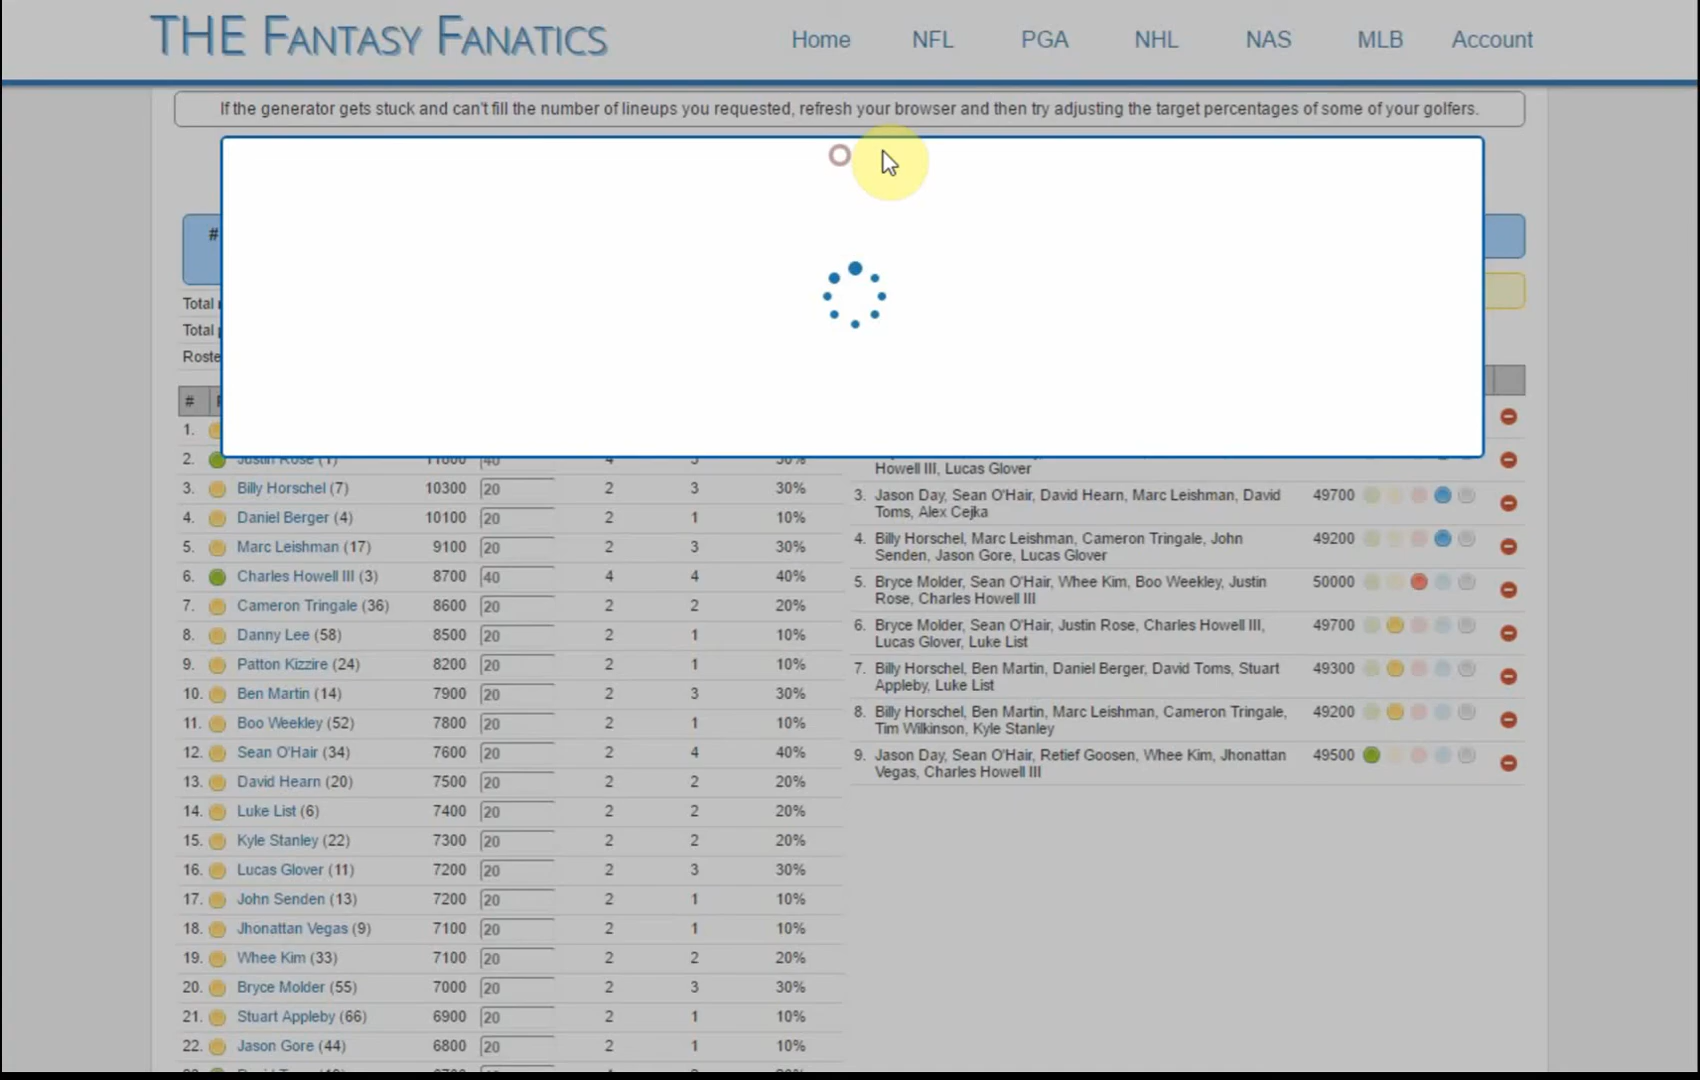 THE FANTASY FANATICS
Home NFL PGA NHL NAS MLB Account
If the generator gets stuck and can't fill the number of lineups you requested, refresh your browser and then try adjusting the target percentages of some of your golfers.
#
Total
Total
#
1.
2. Justin Rose (1) 11000 40 4 5 50%
3. Billy Horschel (7) 10300 20 2 3 30%
4. Daniel Berger (4) 10100 20 2 1 10%
5. Marc Leishman (17) 9100 20 2 3 30%
6. Charles Howell III (3) 8700 40 4 4 40%
7. Cameron Tringale (36) 8600 20 2 2 20%
8. Danny Lee (58) 8500 20 2 1 10%
9. Patton Kizzire (24) 8200 20 2 1 10%
10. Ben Martin (14) 7900 20 2 3 30%
11. Boo Weekley (52) 7800 20 2 1 10%
12. Sean O'Hair (34) 7600 20 2 4 40%
13. David Hearn (20) 7500 20 2 2 20%
14. Luke List (6) 7400 20 2 2 20%
15. Kyle Stanley (22) 7300 20 2 2 20%
16. Lucas Glover (11) 7200 20 2 3 30%
17. John Senden (13) 7200 20 2 1 10%
18. Jhonattan Vegas (9) 7100 20 2 1 10%
19. Whee Kim (33) 7100 20 2 2 20%
20. Bryce Molder (55) 7000 20 2 3 30%
21. Stuart Appleby (66) 6900 20 2 1 10%
22. Jason Gore (44) 6800 20 2 1 10%
Howell III, Lucas Glover
3. Jason Day, Sean O'Hair, David Hearn, Marc Leishman, David 49700
Toms, Alex Cejka
4. Billy Horschel, Marc Leishman, Cameron Tringale, John 49200
Senden, Jason Gore, Lucas Glover
5. Bryce Molder, Sean O'Hair, Whee Kim, Boo Weekley, Justin 50000
Rose, Charles Howell III
6. Bryce Molder, Sean O'Hair, Justin Rose, Charles Howell III, 49700
Lucas Glover, Luke List
7. Billy Horschel, Ben Martin, Daniel Berger, David Toms, Stuart 49300
Appleby, Luke List
8. Billy Horschel, Ben Martin, Marc Leishman, Cameron Tringale, 49200
Tim Wilkinson, Kyle Stanley
9. Jason Day, Sean O'Hair, Retief Goosen, Whee Kim, Jhonattan 49500
Vegas, Charles Howell III